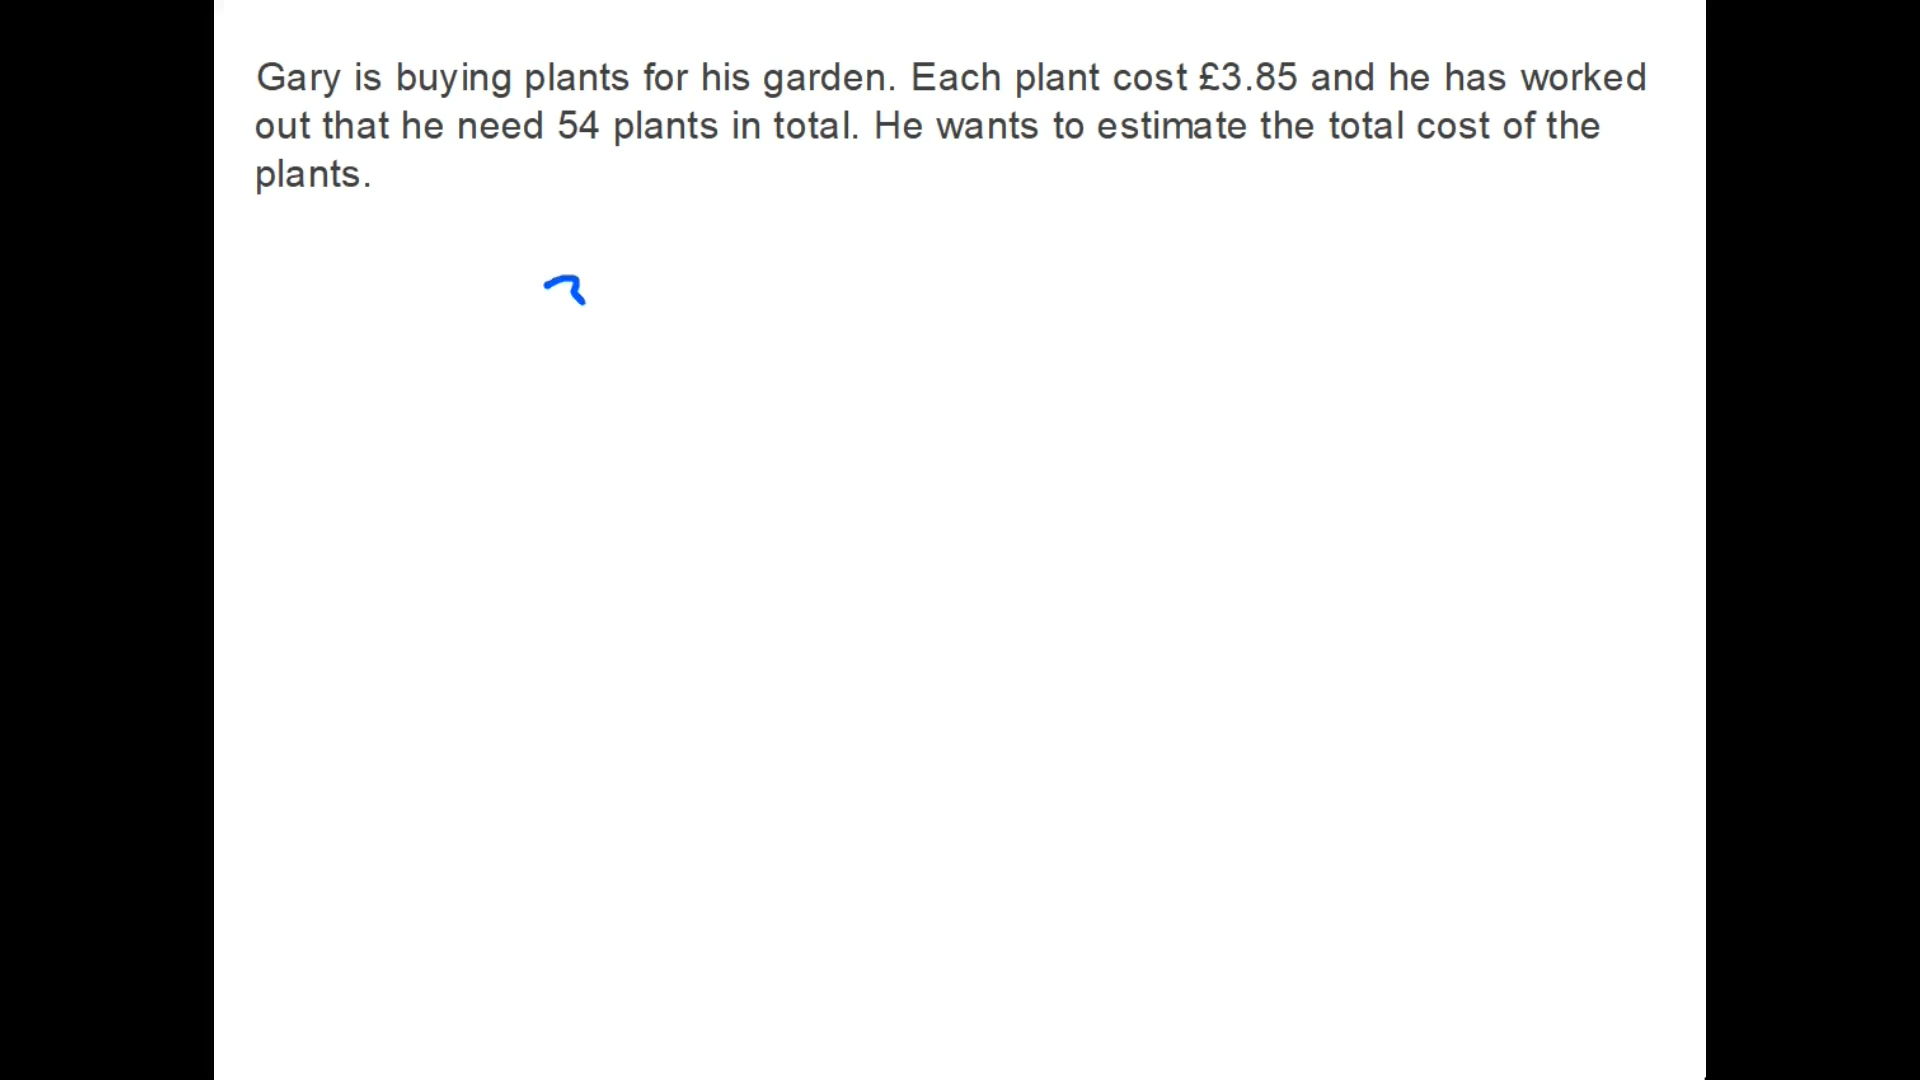 Gary is buying plants for his garden. Each plant cost £3.85 and he has worked
out that he need 54 plants in total. He wants to estimate the total cost of the
plants.